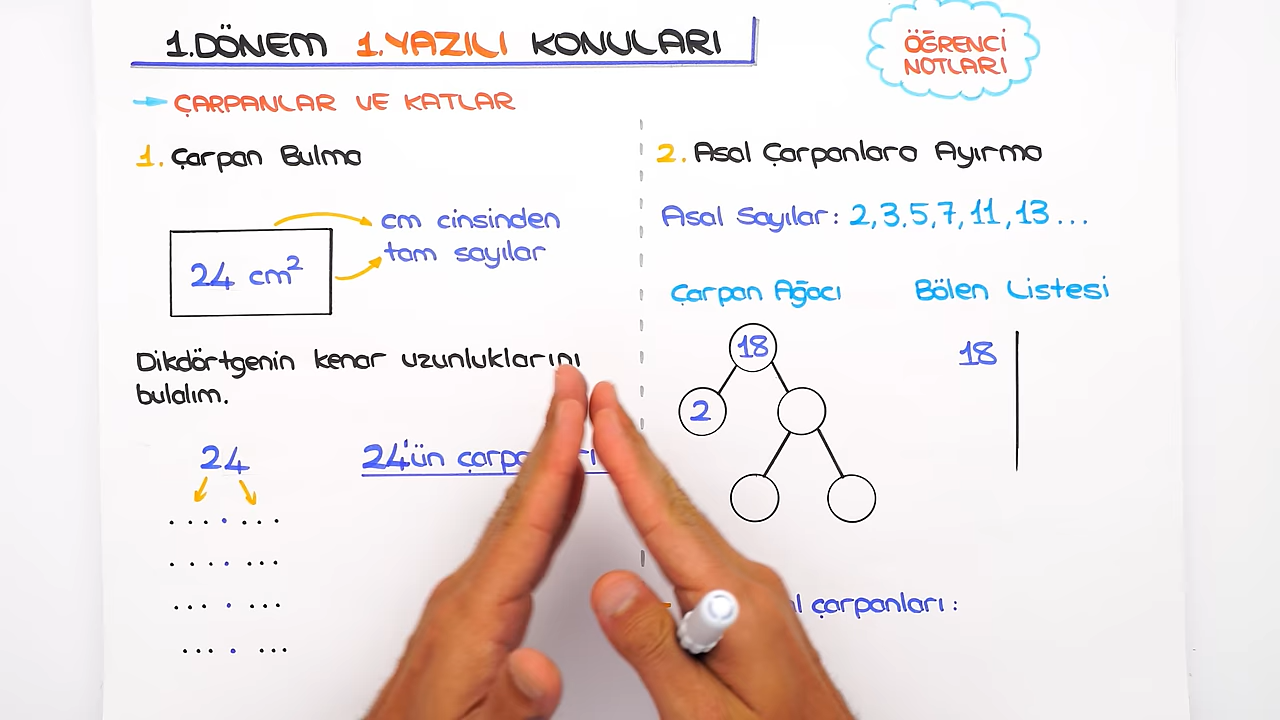 1.DÖNEM 1.YAZILI KONULARI
ÖĞRENCİ
NOTLARI
ÇARPANLAR VE KATLAR
1. Çarpan Bulma
24 cm²
cm cinsinden
tam sayılar
Dikdörtgenin kenar uzunluklarını
bulalım.
24
24'ün
... . ...
... . ...
... . ...
... . ...
2. Asal Çarpanlara Ayırma
Asal Sayılar: 2,3,5,7,11,13...
Çarpan Ağacı
18
2
Bölen Listesi
18
çarpanları: